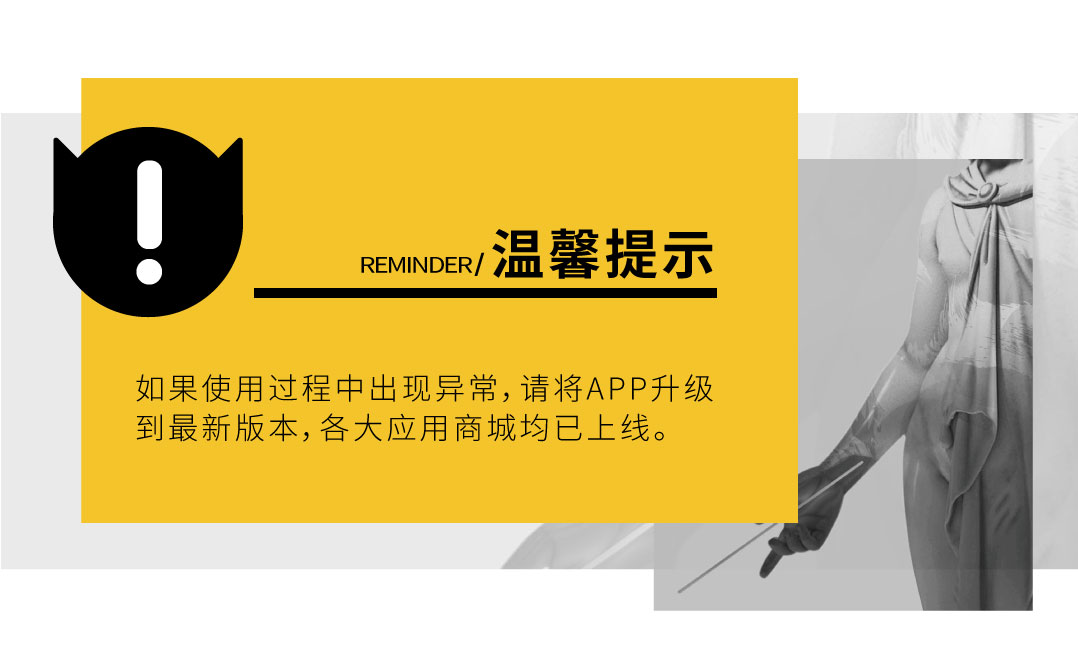 REMINDER/温馨提示
如果使用过程中出现异常，请将APP升级
到最新版本，各大应用商城均已上线。